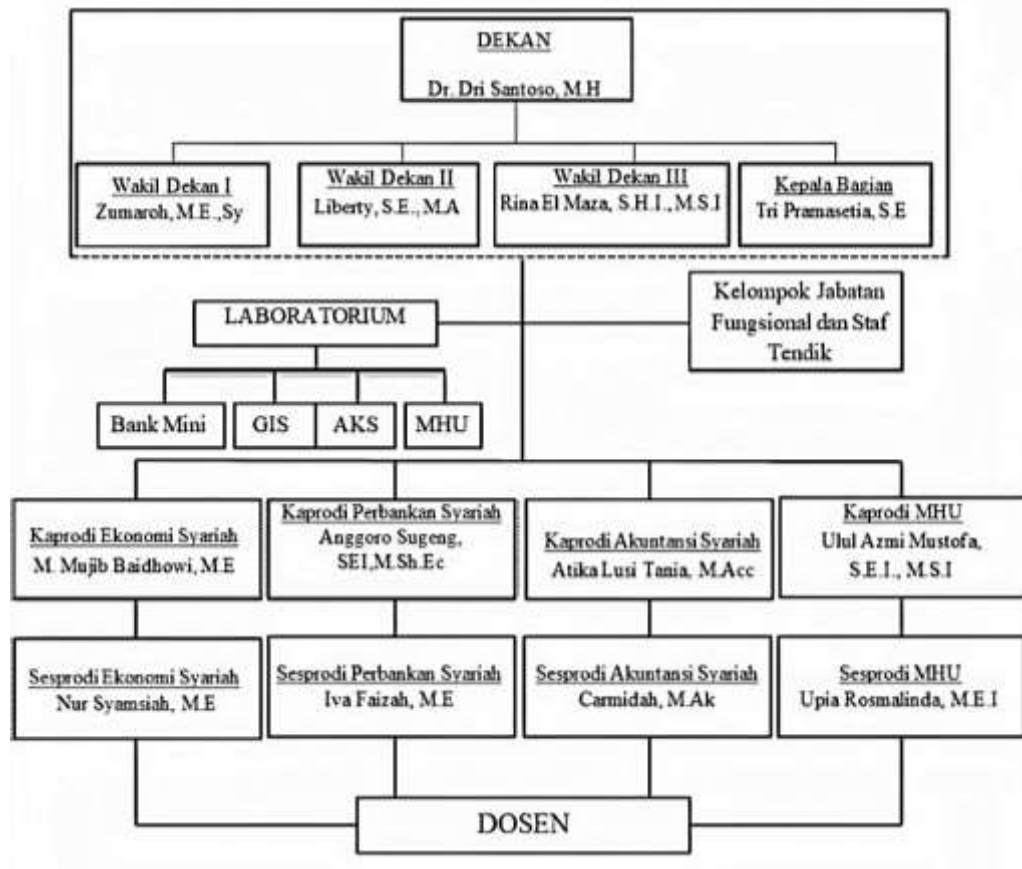 DEKAN
Dr. Dri Santoso, M.H
Wakil Dekan I
Zumaroh, M.E.,Sy
Wakil Dekan II
Liberty, S.E., M.A
Wakil Dekan III
Rina El Maza, S.H.I., M.S.I
Kepala Bagian
Tri Pramasetia, S.E
LABORATORIUM
Kelompok Jabatan
Fungsional dan Staf
Tendik
Bank Mini
GIS
AKS
MHU
Kaprodi Ekonomi Syariah
M. Mujib Baidhowi, M.E
Kaprodi Perbankan Syariah
Anggoro Sugeng,
SEI,M.Sh.Ec
Kaprodi Akuntansi Syariah
Atika Lusi Tania, M.Acc
Kaprodi MHU
Ulul Azmi Mustofa,
S.E.I., M.S.I
Sesprodi Ekonomi Syariah
Nur Syamsiah, M.E
Sesprodi Perbankan Syariah
Iva Faizah, M.E
Sesprodi Akuntansi Syariah
Carmidah, M.Ak
Sesprodi MHU
Upia Rosmalinda, M.E.I
DOSEN